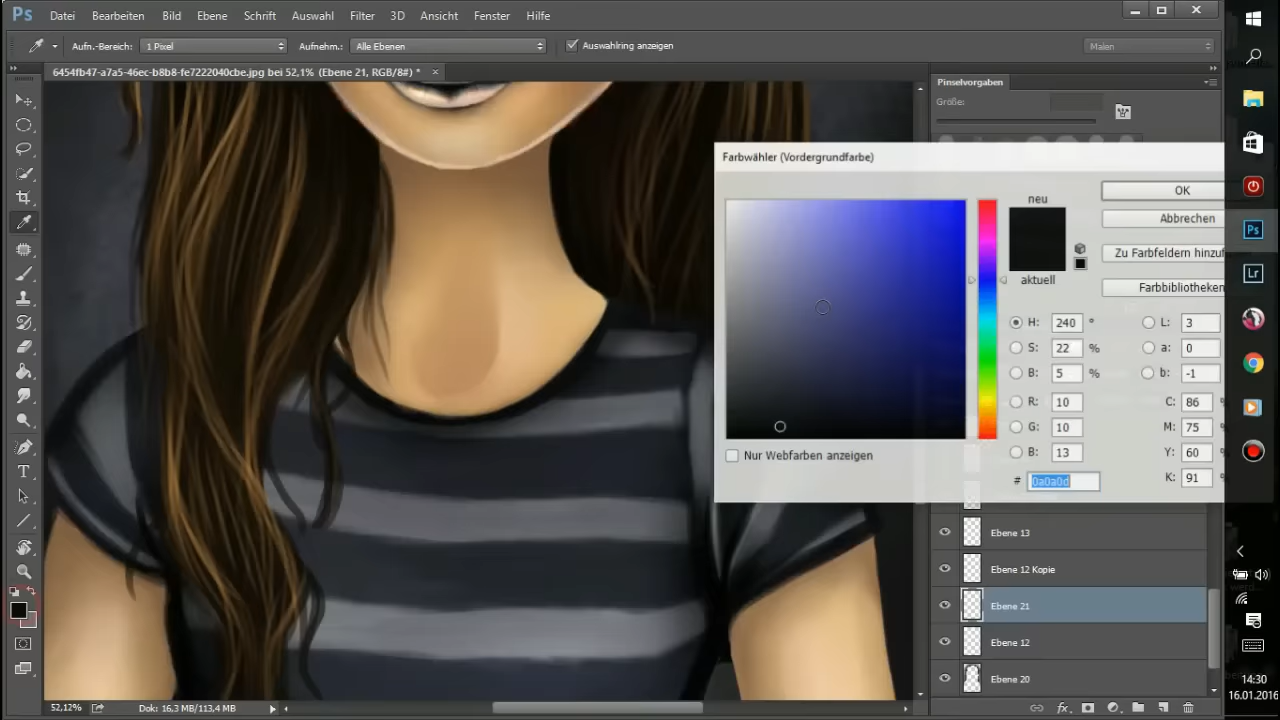 Ps Datei Bearbeiten Bild Ebene Schrift Auswahl Filter 3D Ansicht Fenster Hilfe
Aufn.-Bereich: 1 Pixel Aufnehm.: Alle Ebenen Auswahlring anzeigen Malen
6454fb47-a7a5-46ec-b8b8-fe7222040cbe.jpg bei 52,1% (Ebene 21, RGB/8#) *
Pinselvorgaben
Größe:
Farbwähler (Vordergrundfarbe)
neu
aktuell
OK
Abbrechen
Zu Farbfeldern hinzuf
Farbbibliotheken
H: 240 ° L: 3
S: 22 % a: 0
B: 5 % b: -1
R: 10 C: 86 %
G: 10 M: 75 %
B: 13 Y: 60 %
# 0a0a0d K: 91 %
Nur Webfarben anzeigen
Ebene 13
Ebene 12 Kopie
Ebene 21
Ebene 12
Ebene 20
52,12% Dok: 16,3 MB/113,4 MB
T
Ps
Lr
14:30
16.01.2016